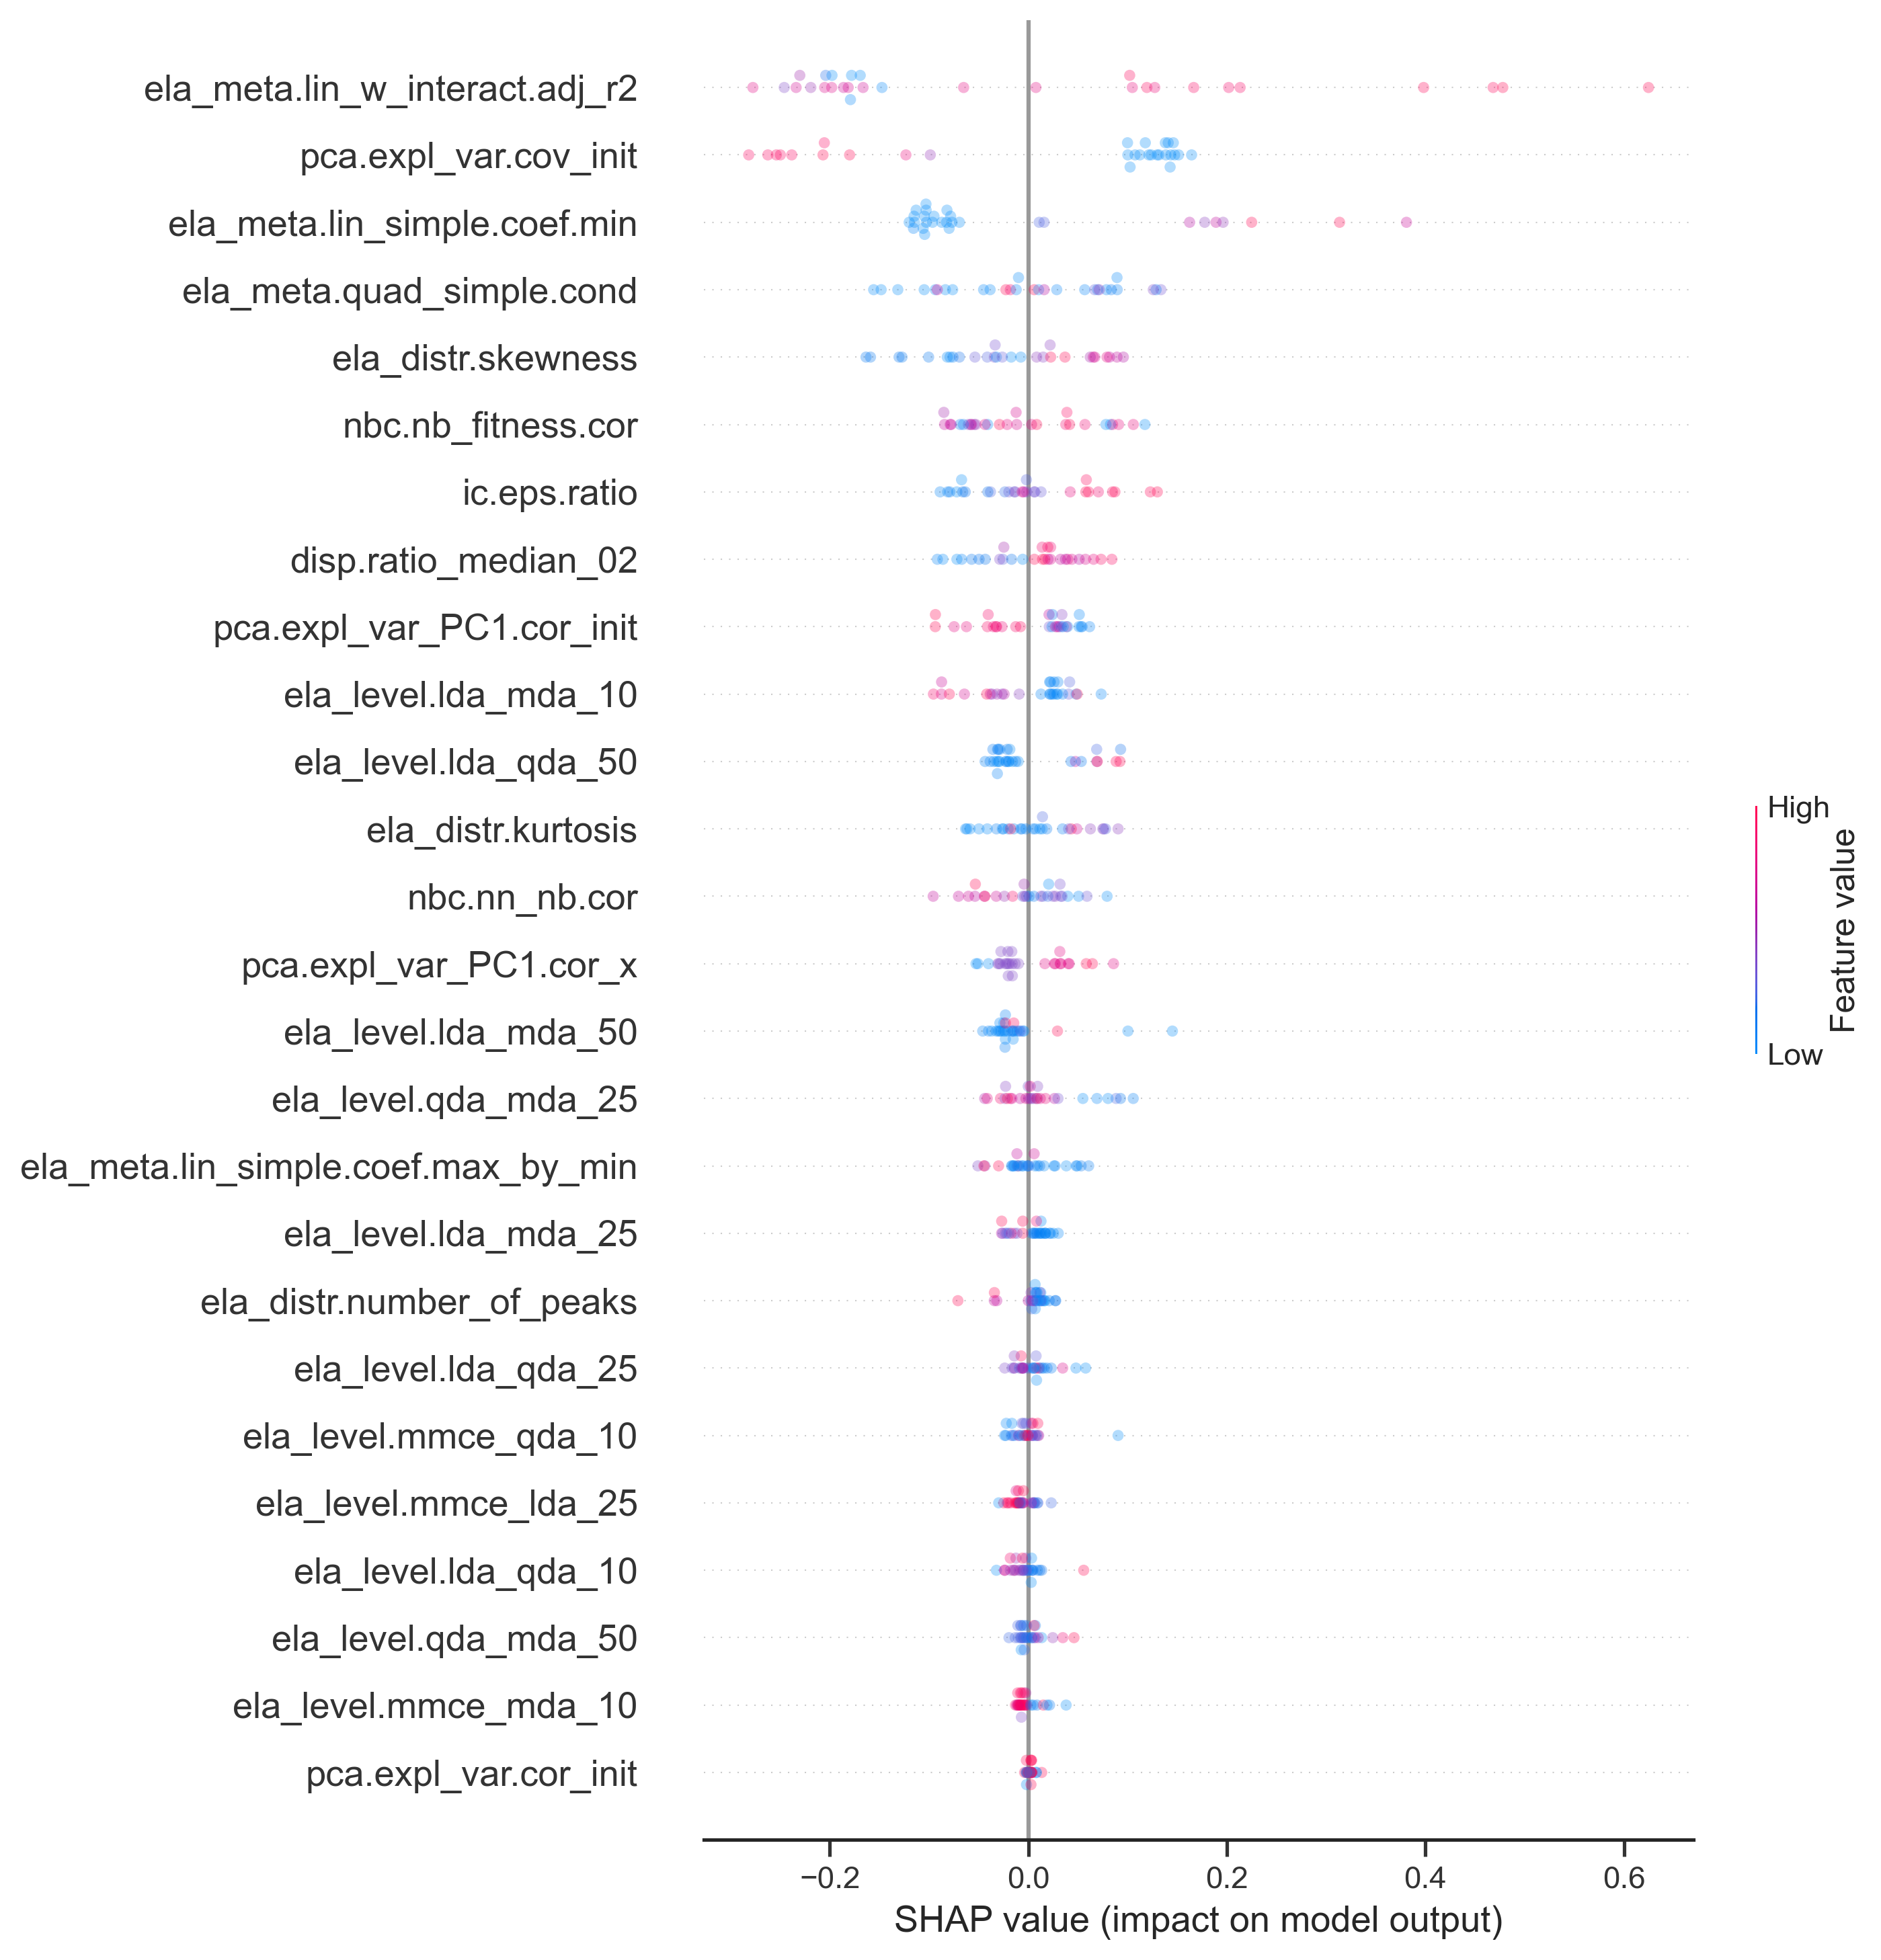 ela_meta.lin_w_interact.adj_r2
pca.expl_var.cov_init
ela_meta.lin_simple.coef.min
ela_meta.quad_simple.cond
ela_distr.skewness
nbc.nb_fitness.cor
ic.eps.ratio
disp.ratio_median_02
pca.expl_var_PC1.cor_init
ela_level.lda_mda_10
ela_level.lda_qda_50
ela_distr.kurtosis
nbc.nn_nb.cor
pca.expl_var_PC1.cor_x
ela_level.lda_mda_50
ela_level.qda_mda_25
ela_meta.lin_simple.coef.max_by_min
ela_level.lda_mda_25
ela_distr.number_of_peaks
ela_level.lda_qda_25
ela_level.mmce_qda_10
ela_level.mmce_lda_25
ela_level.lda_qda_10
ela_level.qda_mda_50
ela_level.mmce_mda_10
pca.expl_var.cor_init
−0.2 0.0 0.2 0.4 0.6
SHAP value (impact on model output)
High
Feature value
Low